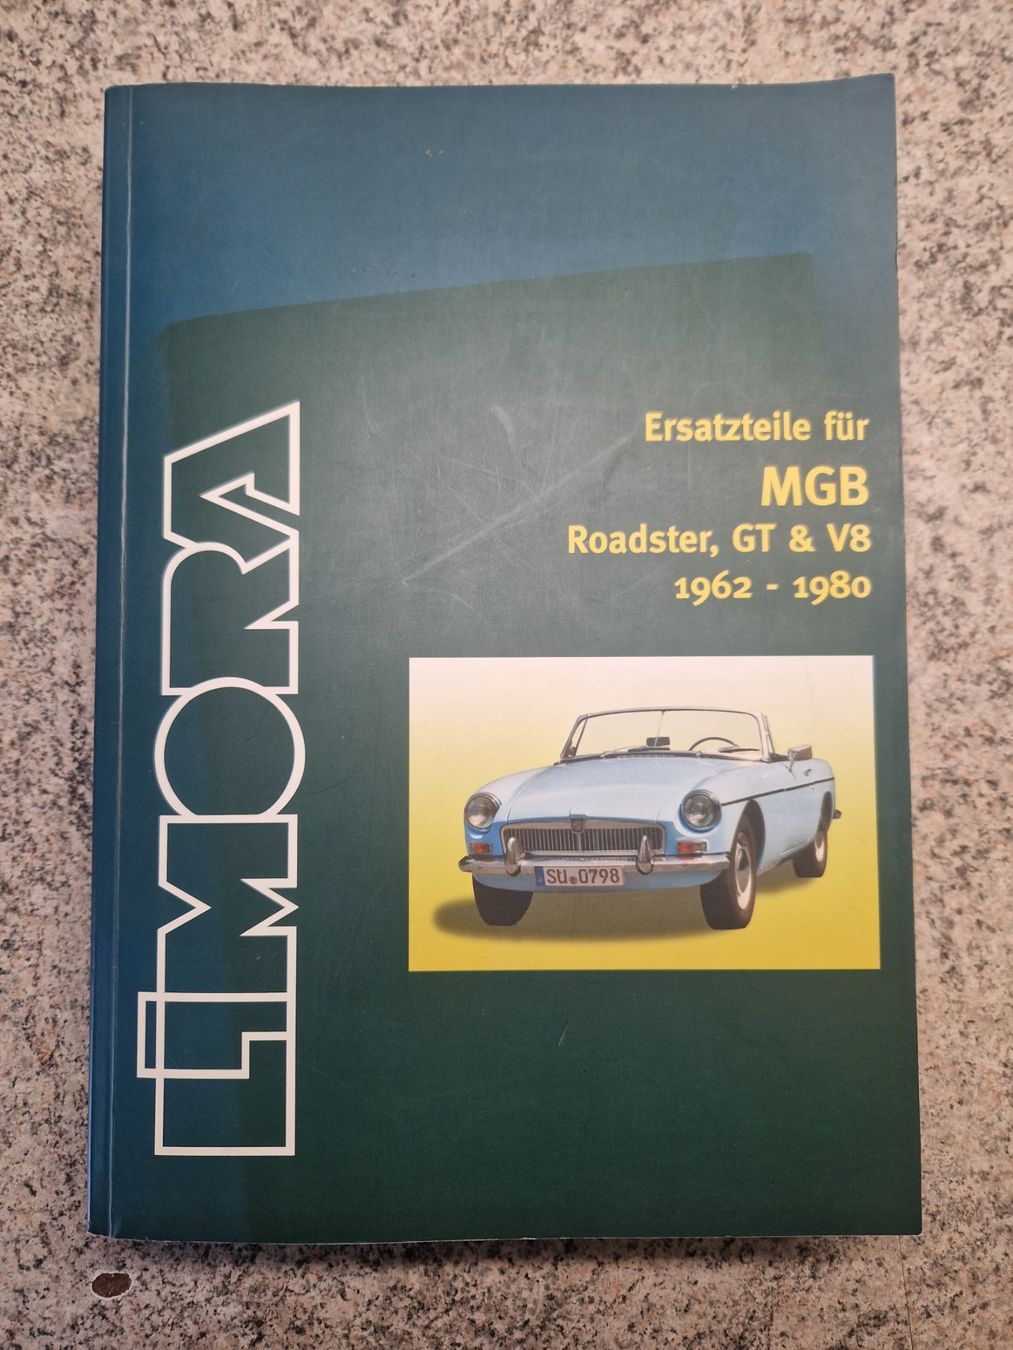 LIMORA
Ersatzteile für
MGB
Roadster, GT & V8
1962 - 1980
SU 0798